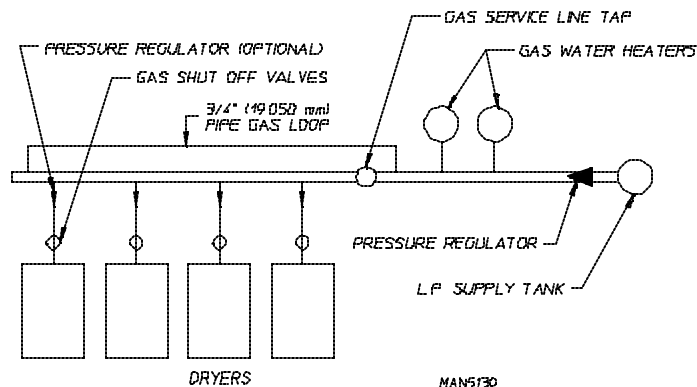 GAS SERVICE LINE TAP
PRESSURE REGULATOR (OPTIONAL)
GAS WATER HEATERS
GAS SHUT OFF VALVES
3/4" (19.050 mm)
PIPE GAS LOOP
PRESSURE REGULATOR
L.P. SUPPLY TANK
DRYERS
MAN5130